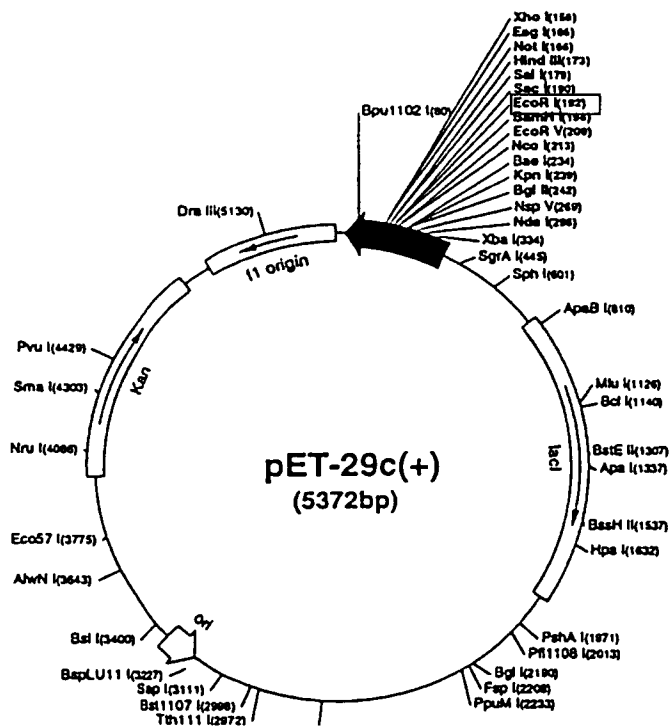 Xho I(158)
Eag I(166)
Not I(166)
Hind III(173)
Sal I(179)
Sac I(190)
EcoR I(192)
BamH I(198)
EcoR V(209)
Nco I(213)
Bae I(234)
Kpn I(239)
Bgl II(242)
Nsp V(269)
Nde I(296)
Xba I(334)
SgrA I(445)
Sph I(601)
ApaB I(810)
Bpu1102 I(80)
Dra III(5130)
f1 origin
Pvu I(4429)
Sma I(4303)
Kan
Nru I(4086)
Mlu I(1126)
Bcl I(1140)
lacI
BstE II(1307)
Apa I(1337)
BssH II(1537)
Hpa I(1632)
pET-29c(+)
(5372bp)
Eco57 I(3775)
AlwN I(3643)
BsI I(3400)
ori
BspLU11 I(3227)
Sap I(3111)
Bst1107 I(2998)
Tth111 I(2972)
PshA I(1971)
Pfl1108 I(2013)
Bgl I(2190)
Fsp I(2208)
PpuM I(2233)